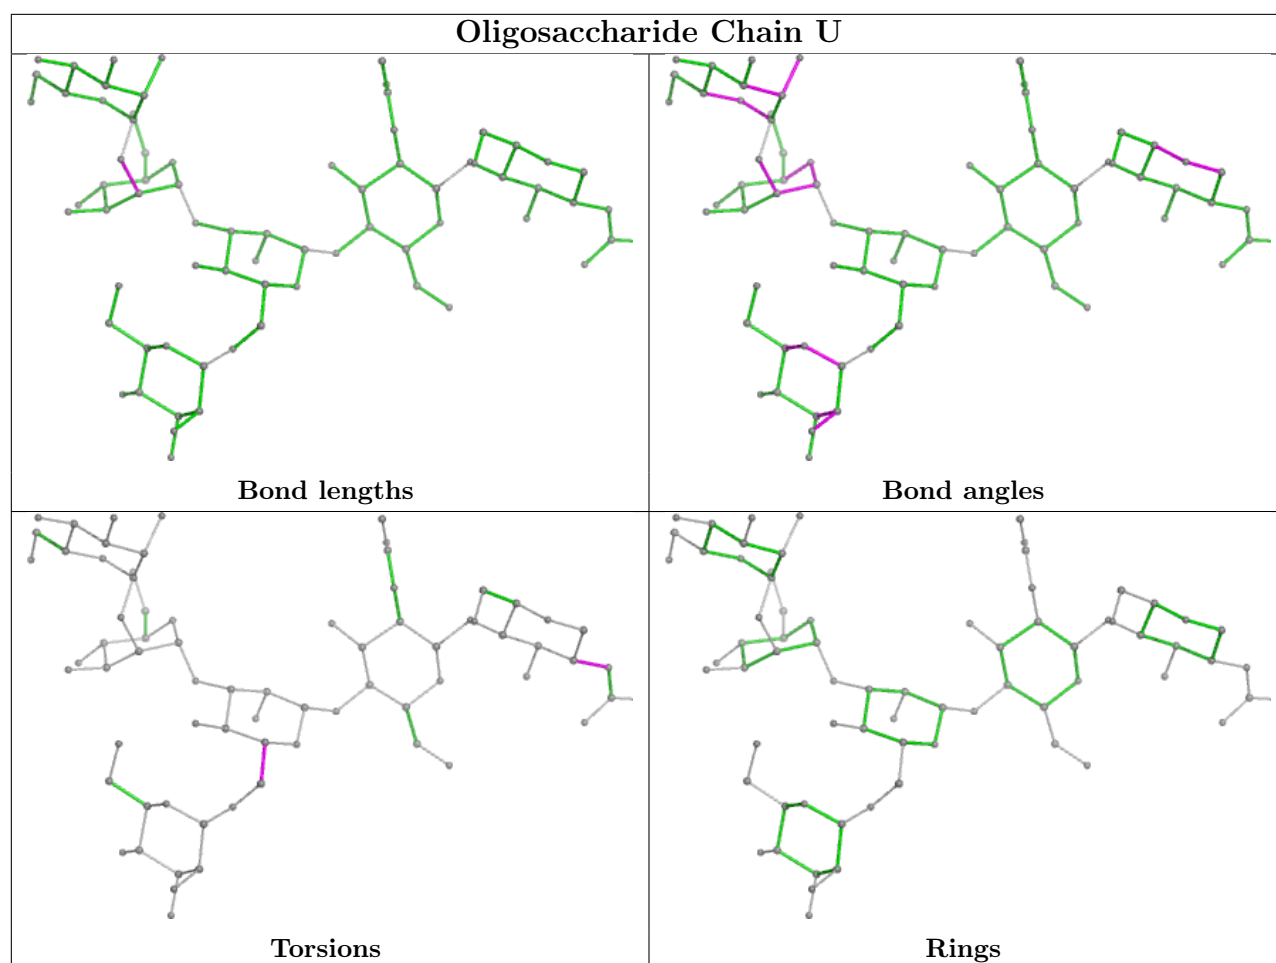 Oligosaccharide Chain U
Bond lengths
Bond angles
Torsions
Rings